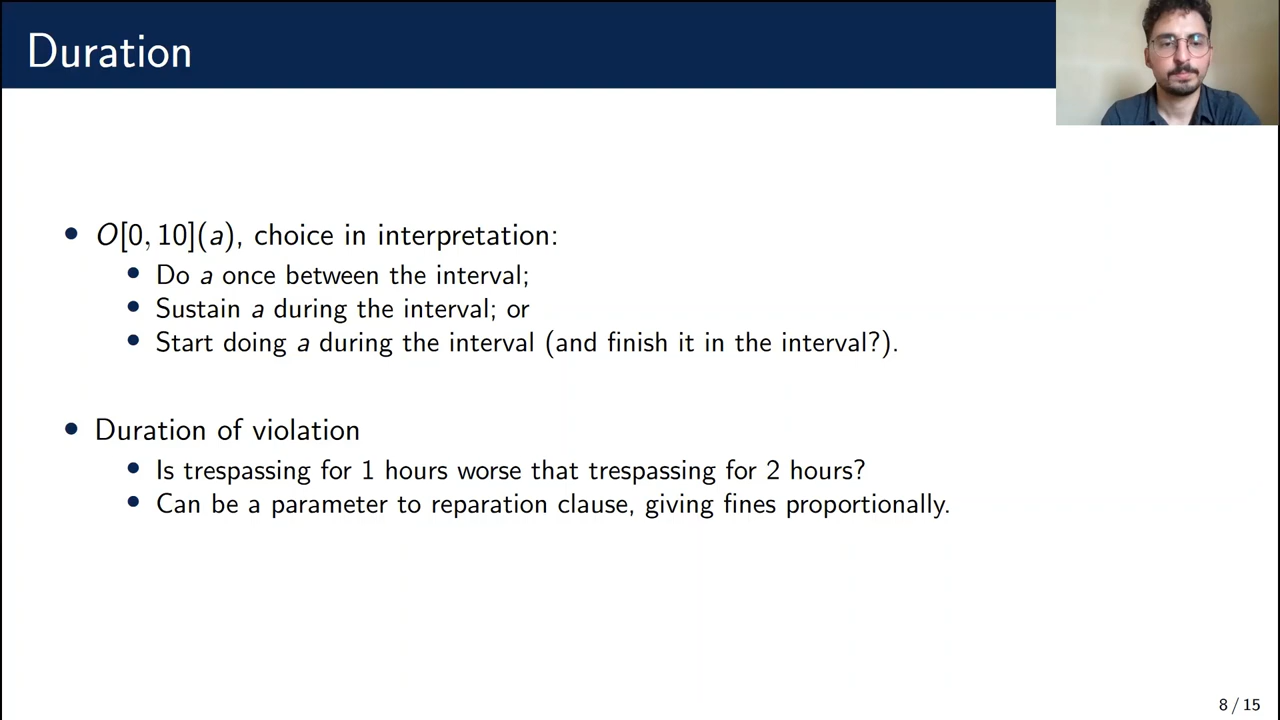 Duration
• O[0, 10](a), choice in interpretation:
• Do a once between the interval;
• Sustain a during the interval; or
• Start doing a during the interval (and finish it in the interval?).
• Duration of violation
• Is trespassing for 1 hours worse that trespassing for 2 hours?
• Can be a parameter to reparation clause, giving fines proportionally.
8 / 15